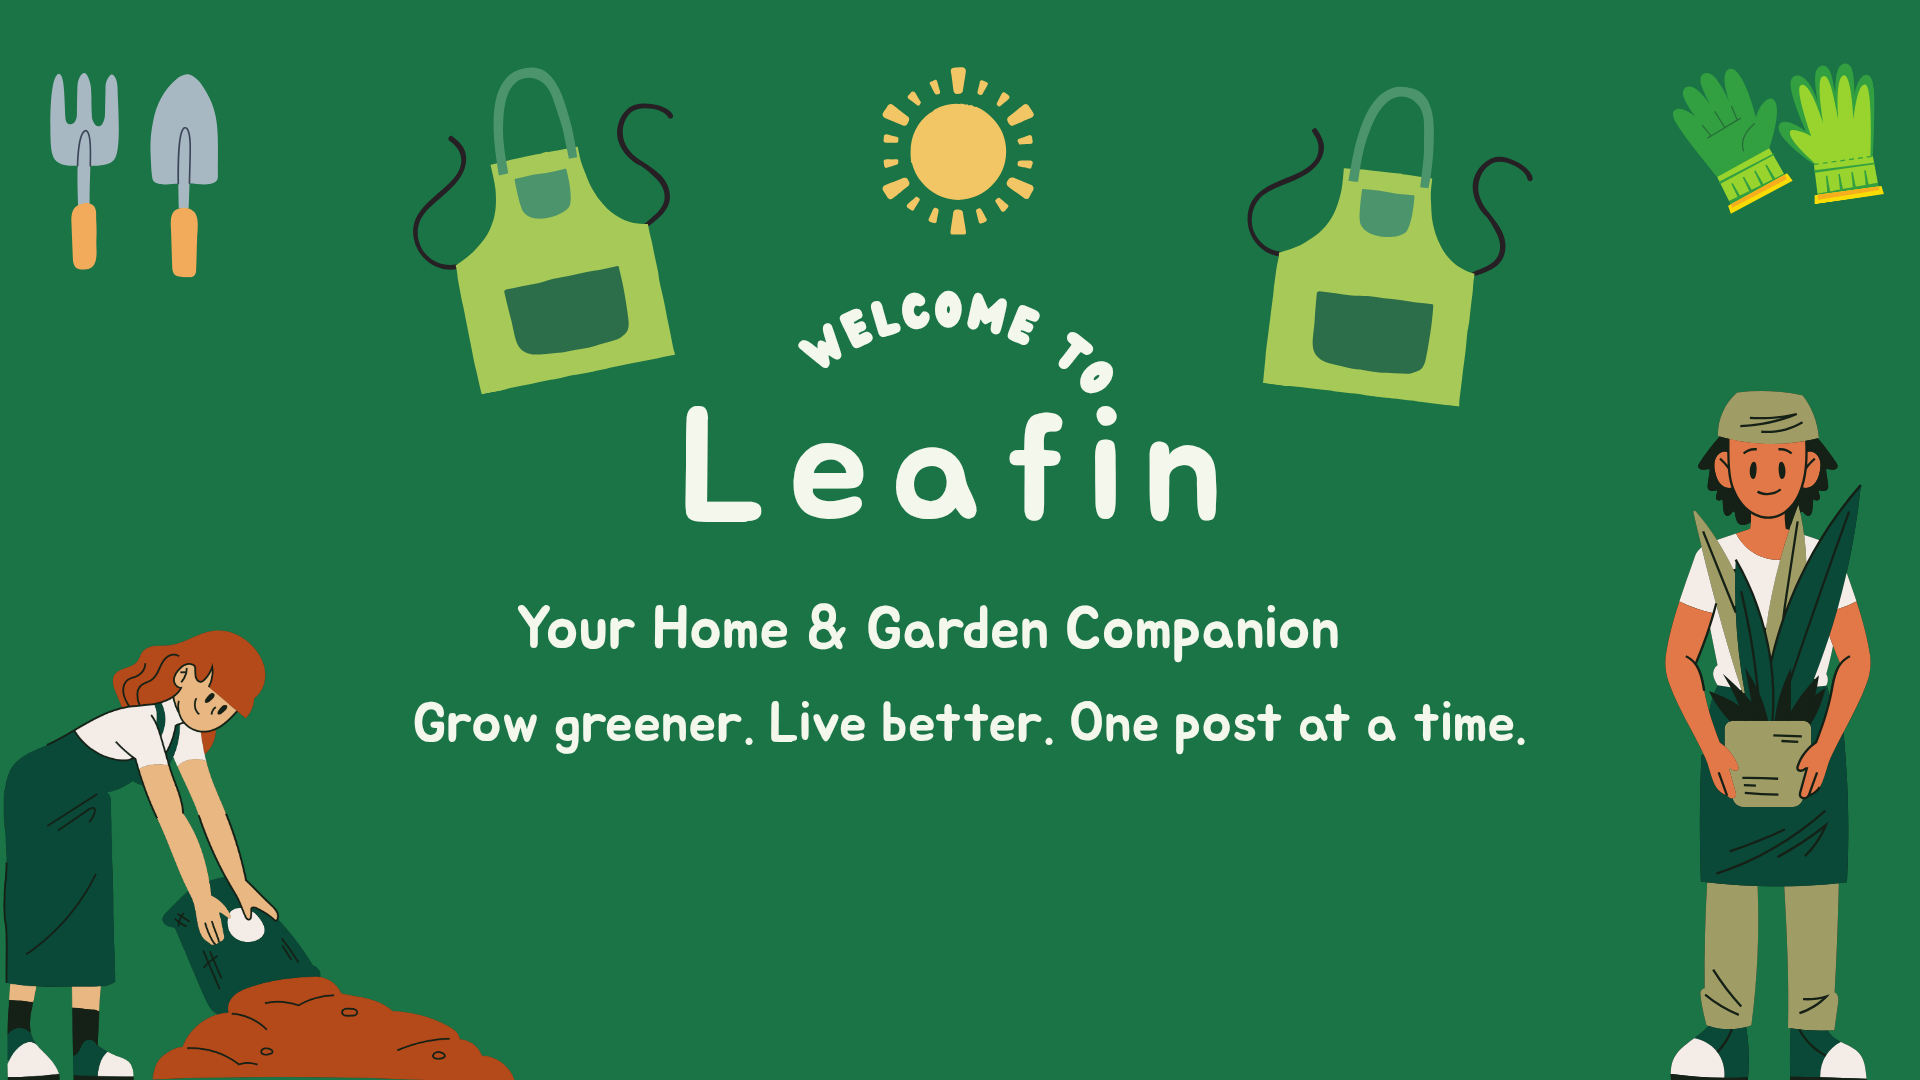 WELCOME TO
Leafin
Your Home & Garden Companion
Grow greener. Live better. One post at a time.